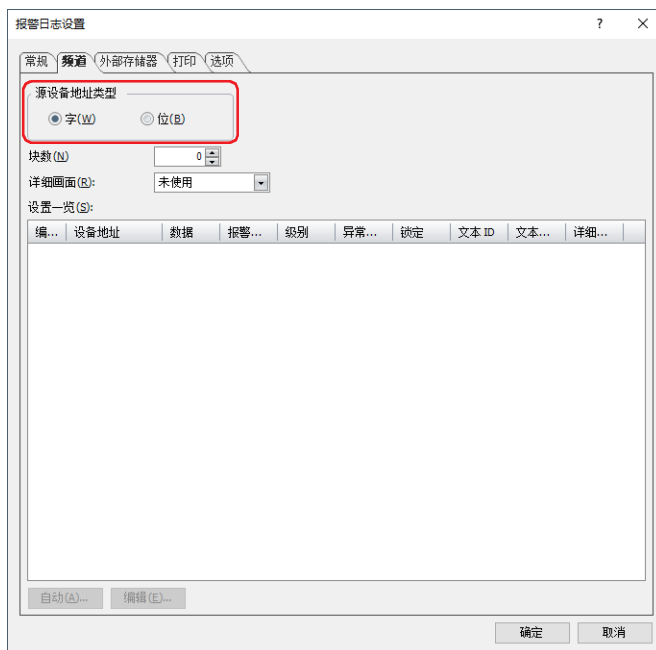 报警日志设置
常规 频道 外部存储器 打印 选项
源设备地址类型
字(W) 位(B)
块数(N) 0
详细画面(R): 未使用
设置一览(S):
编... 设备地址 数据 报警... 级别 异常... 锁定 文本 ID 文本... 详细...
自动(A)... 编辑(E)...
确定 取消